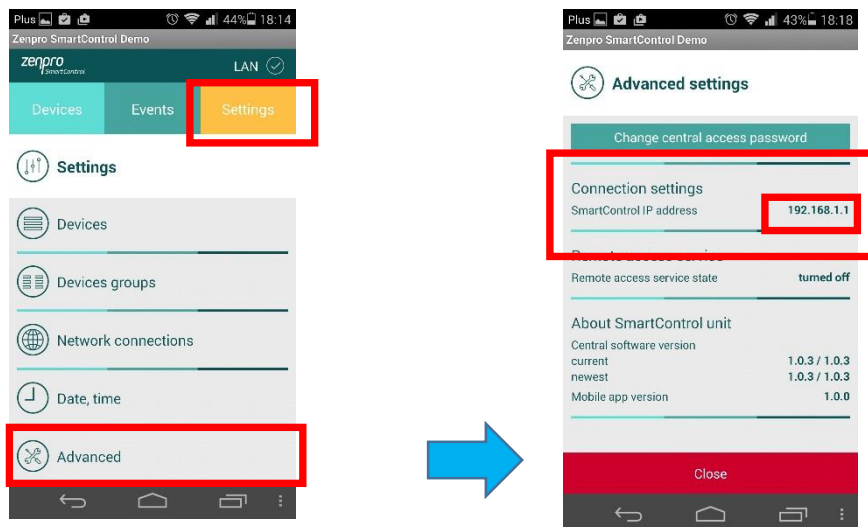 Plus 44% 18:14
Zenpro SmartControl Demo
zenpro
SmartControl
LAN
Devices Events Settings
Settings
Devices
Devices groups
Network connections
Date, time
Advanced
Plus 43% 18:18
Zenpro SmartControl Demo
Advanced settings
Change central access password
Connection settings
SmartControl IP address 192.168.1.1
Remote access service
Remote access service state turned off
About SmartControl unit
Central software version
current 1.0.3 / 1.0.3
newest 1.0.3 / 1.0.3
Mobile app version 1.0.0
Close